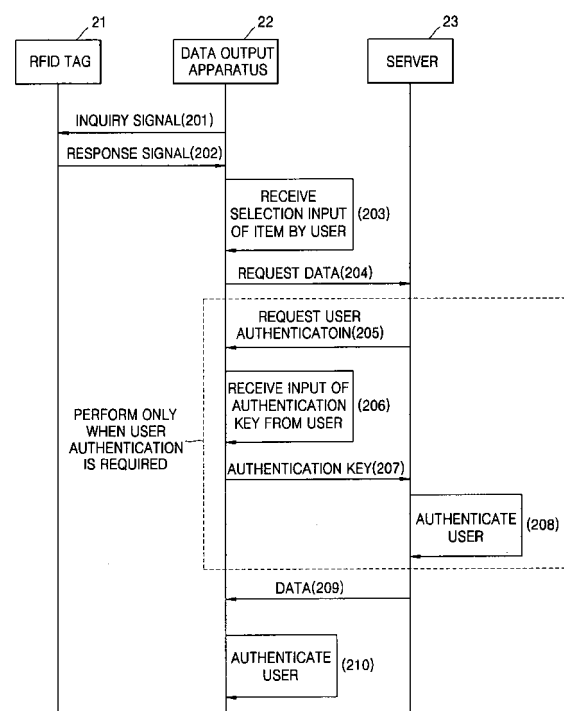 21
22
23
RFID TAG
DATA OUTPUT
APPARATUS
SERVER
INQUIRY SIGNAL(201)
RESPONSE SIGNAL(202)
RECEIVE
SELECTION INPUT
OF ITEM BY USER
(203)
REQUEST DATA(204)
REQUEST USER
AUTHENTICATOIN(205)
RECEIVE INPUT OF
AUTHENTICATION
KEY FROM USER
(206)
PERFORM ONLY
WHEN USER
AUTHENTICATION
IS REQUIRED
AUTHENTICATION KEY(207)
AUTHENTICATE
USER
(208)
DATA(209)
AUTHENTICATE
USER
(210)